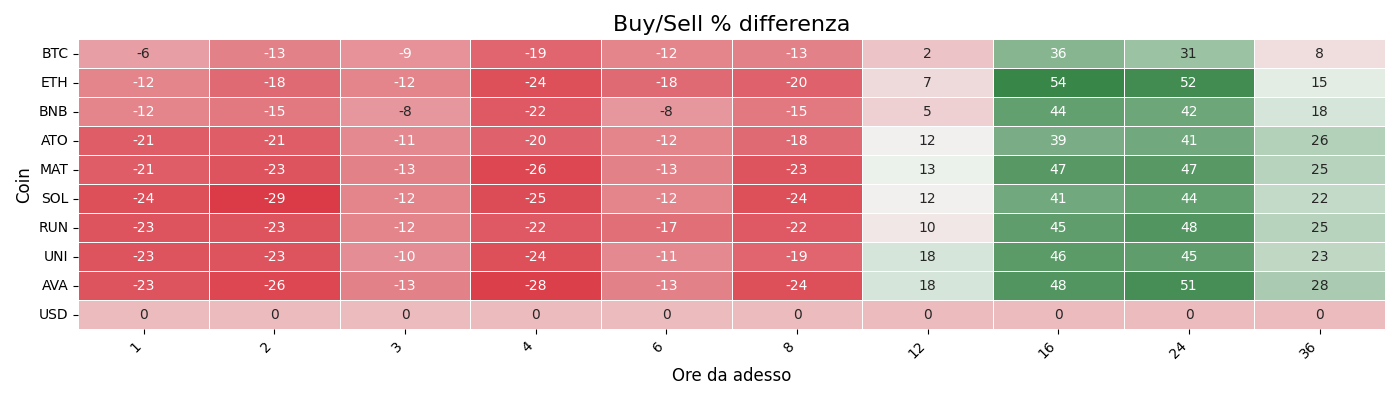 Buy/Sell % differenza
Coin
BTC -6 -13 -9 -19 -12 -13 2 36 31 8
ETH -12 -18 -12 -24 -18 -20 7 54 52 15
BNB -12 -15 -8 -22 -8 -15 5 44 42 18
ATO -21 -21 -11 -20 -12 -18 12 39 41 26
MAT -21 -23 -13 -26 -13 -23 13 47 47 25
SOL -24 -29 -12 -25 -12 -24 12 41 44 22
RUN -23 -23 -12 -22 -17 -22 10 45 48 25
UNI -23 -23 -10 -24 -11 -19 18 46 45 23
AVA -23 -26 -13 -28 -13 -24 18 48 51 28
USD 0 0 0 0 0 0 0 0 0 0
1 2 3 4 6 8 12 16 24 36
Ore da adesso